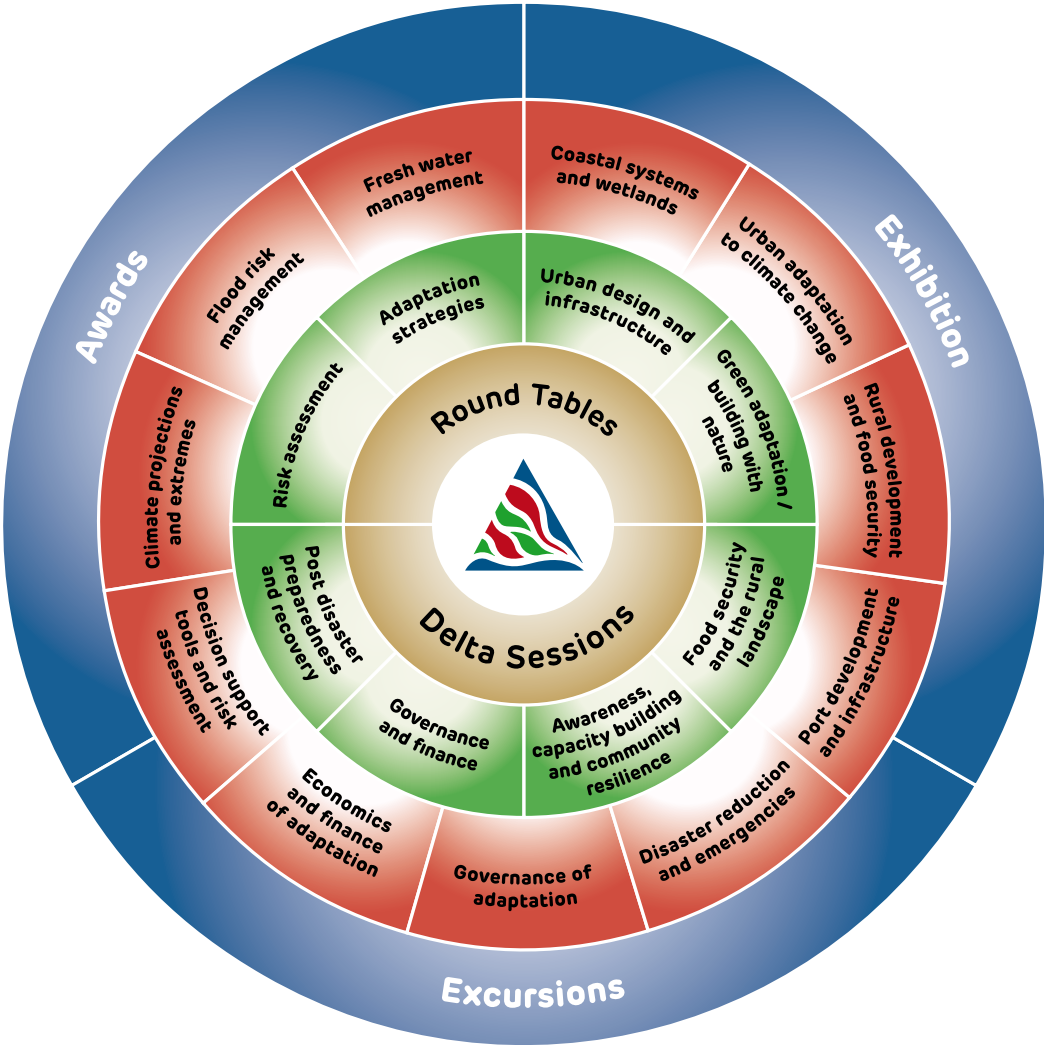 Awards
Exhibition
Excursions
Fresh water
management
Coastal systems
and wetlands
Urban adaptation
to climate change
Rural development
and food security
Port development
and infrastructure
Disaster reduction
and emergencies
Governance of
adaptation
Economics
and finance
of adaptation
Decision support
tools and risk
assessment
Climate projections
and extremes
Flood risk
management
Adaptation
strategies
Urban design and
infrastructure
Green adaptation /
building with
nature
Food security
and the rural
landscape
Awareness,
capacity building
and community
resilience
Governance
and finance
Post disaster
preparedness
and recovery
Risk assessment
Round Tables
Delta Sessions